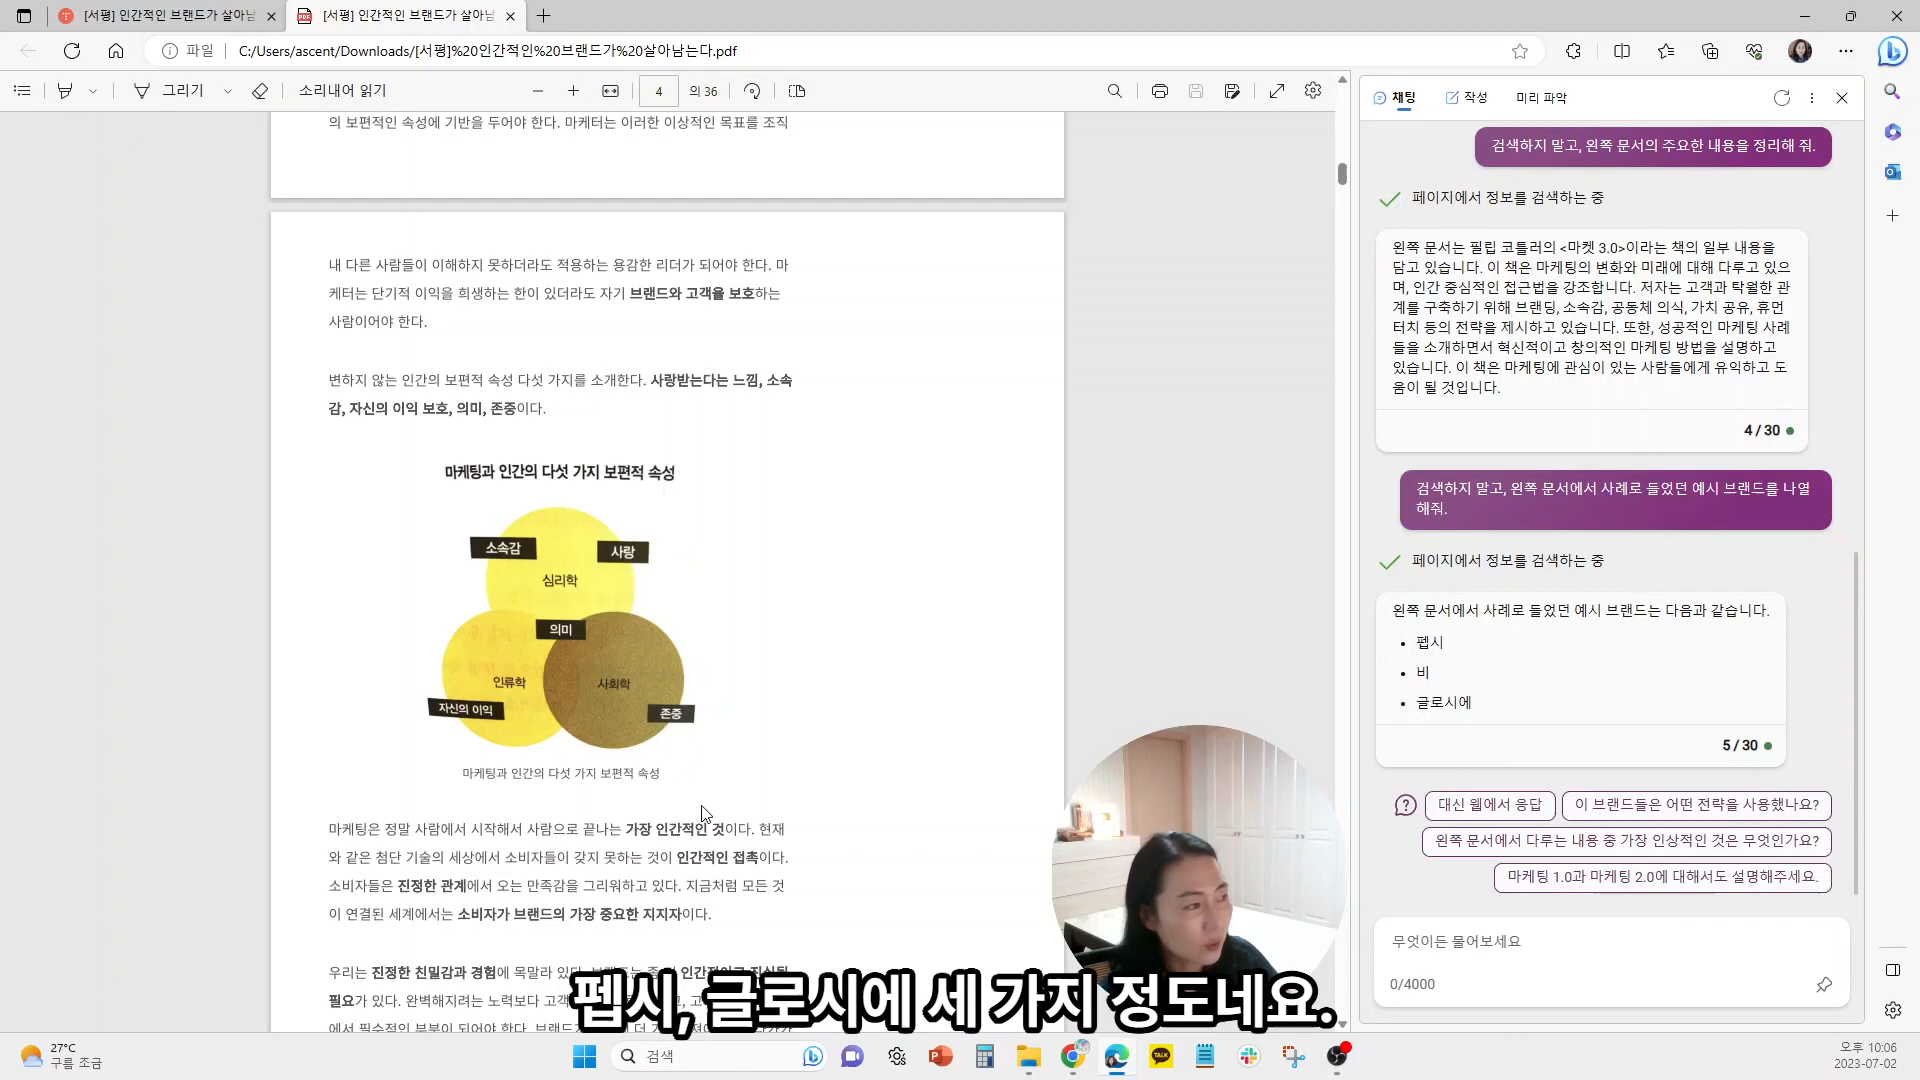 [서평] 인간적인 브랜드가 살아남
[서평] 인간적인 브랜드가 살아남
파일
C:/Users/ascent/Downloads/[서평]%20인간적인%20브랜드가%20살아남는다.pdf
그리기
소리내어 읽기
4
의 36
의 보편적인 속성에 기반을 두어야 한다. 마케터는 이러한 이상적인 목표를 조직
내 다른 사람들이 이해하지 못하더라도 적용하는 용감한 리더가 되어야 한다. 마
케터는 단기적 이익을 희생하는 한이 있더라도 자기 브랜드와 고객을 보호하는
사람이어야 한다.
변하지 않는 인간의 보편적 속성 다섯 가지를 소개한다. 사랑받는다는 느낌, 소속
감, 자신의 이익 보호, 의미, 존중이다.
마케팅과 인간의 다섯 가지 보편적 속성
소속감
사랑
심리학
의미
인류학
사회학
자신의 이익
존중
마케팅과 인간의 다섯 가지 보편적 속성
마케팅은 정말 사람에서 시작해서 사람으로 끝나는 가장 인간적인 것이다. 현재
와 같은 첨단 기술의 세상에서 소비자들이 갖지 못하는 것이 인간적인 접촉이다.
소비자들은 진정한 관계에서 오는 만족감을 그리워하고 있다. 지금처럼 모든 것
이 연결된 세계에서는 소비자가 브랜드의 가장 중요한 지지자이다.
우리는 진정한 친밀감과 경험에 목말라 있다.
필요가 있다. 완벽해지려는 노력보다 고객
에서 필수적인 부분이 되어야 한다.
펩시, 글로시에 세 가지 정도네요.
채팅
작성
미리 파악
검색하지 말고, 왼쪽 문서의 주요한 내용을 정리해 줘.
페이지에서 정보를 검색하는 중
왼쪽 문서는 필립 코틀러의 <마켓 3.0>이라는 책의 일부 내용을
담고 있습니다. 이 책은 마케팅의 변화와 미래에 대해 다루고 있으
며, 인간 중심적인 접근법을 강조합니다. 저자는 고객과 탁월한 관
계를 구축하기 위해 브랜딩, 소속감, 공동체 의식, 가치 공유, 휴먼
터치 등의 전략을 제시하고 있습니다. 또한, 성공적인 마케팅 사례
들을 소개하면서 혁신적이고 창의적인 마케팅 방법을 설명하고
있습니다. 이 책은 마케팅에 관심이 있는 사람들에게 유익하고 도
움이 될 것입니다.
4 / 30
검색하지 말고, 왼쪽 문서에서 사례로 들었던 예시 브랜드를 나열
해줘.
페이지에서 정보를 검색하는 중
왼쪽 문서에서 사례로 들었던 예시 브랜드는 다음과 같습니다.
펩시
비
글로시에
5 / 30
대신 웹에서 응답
이 브랜드들은 어떤 전략을 사용했나요?
왼쪽 문서에서 다루는 내용 중 가장 인상적인 것은 무엇인가요?
마케팅 1.0과 마케팅 2.0에 대해서도 설명해주세요.
무엇이든 물어보세요
0/4000
27°C
구름 조금
검색
TALK
오후 10:06
2023-07-02